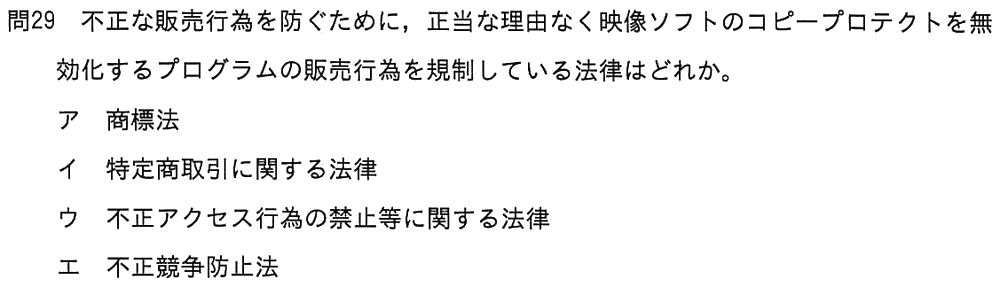 問29　不正な販売行為を防ぐために，正当な理由なく映像ソフトのコピープロテクトを無
効化するプログラムの販売行為を規制している法律はどれか。
ア　商標法
イ　特定商取引に関する法律
ウ　不正アクセス行為の禁止等に関する法律
エ　不正競争防止法